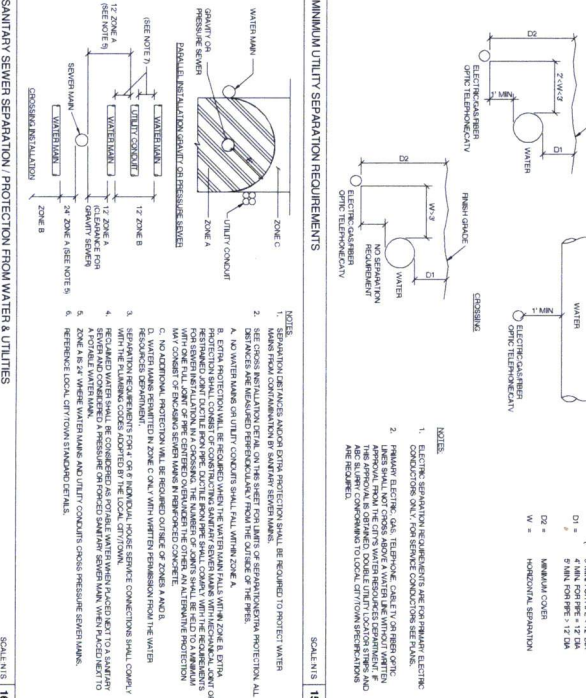 WATER
D2
2'<W<3'
1' MIN
D1
WATER
ELECTRIC/GAS/FIBER
OPTIC TELEPHONE/CATV
FINISH GRADE
D2
W>3'
D1
WATER
NO SEPARATION
REQUIREMENT
ELECTRIC/GAS/FIBER
OPTIC TELEPHONE/CATV
1' MIN
ELECTRIC/GAS/FIBER
OPTIC TELEPHONE/CATV
CROSSING
D1 = 4' MIN. FOR PIPE ≤ 12" DIA
5' MIN. FOR PIPE > 12" DIA
D2 = MINIMUM COVER
W = HORIZONTAL SEPARATION
NOTES:
1. ELECTRIC SEPARATION REQUIREMENTS ARE FOR PRIMARY ELECTRIC
CONDUCTORS ONLY, FOR SERVICE CONDUCTORS SEE PLANS.
2. PRIMARY ELECTRIC, GAS, TELEPHONE, CABLE TV, OR FIBER OPTIC
LINES SHALL NOT CROSS ABOVE A WATER LINE WITHOUT WRITTEN
APPROVAL FROM THE CITY'S WATER RESOURCES DEPARTMENT. IF
THIS APPROVAL IS OBTAINED, DOUBLE UTILITY LOCATOR STRIPS AND
ABC SLURRY CONFORMING TO LOCAL CITY/TOWN SPECIFICATIONS
ARE REQUIRED.
MINIMUM UTILITY SEPARATION REQUIREMENTS
SCALE: NTS
WATER MAIN
GRAVITY OR
PRESSURE SEWER
ZONE C
UTILITY CONDUIT
ZONE A
PARALLEL INSTALLATION GRAVITY OR PRESSURE SEWER
(SEE NOTE 7)
12" ZONE A
(SEE NOTE 5)
WATER MAIN
UTILITY CONDUIT
WATER MAIN
SEWER MAIN
WATER MAIN
12' ZONE B
12" ZONE A
(CLEARANCE FOR
GRAVITY SEWER)
24" ZONE A (SEE NOTE 5)
ZONE B
CROSSING INSTALLATION
NOTES:
1. SEPARATION DISTANCES AND/OR EXTRA PROTECTION SHALL BE REQUIRED TO PROTECT WATER
MAINS FROM CONTAMINATION BY SANITARY SEWER MAINS.
2. SEE CROSS INSTALLATION DETAIL ON THIS SHEET FOR LIMITS OF SEPARATION/EXTRA PROTECTION. ALL
DISTANCES ARE MEASURED PERPENDICULARLY FROM THE OUTSIDE OF THE PIPES.
A. NO WATER MAINS OR UTILITY CONDUITS SHALL FALL WITHIN ZONE A.
B. EXTRA PROTECTION WILL BE REQUIRED WHEN THE WATER MAIN FALLS WITHIN ZONE B. EXTRA
PROTECTION SHALL CONSIST OF CONSTRUCTING SANITARY SEWER MAINS WITH MECHANICAL JOINT OR
RESTRAINED JOINT DUCTILE IRON PIPE. DUCTILE IRON PIPE SHALL COMPLY WITH THE REQUIREMENTS
FOR SEWER INSTALLATION. IN A CROSSING, THE NUMBER OF JOINTS SHALL BE HELD TO A MINIMUM
WITH ONE FULL JOINT OF PIPE CENTERED OVER/UNDER THE OTHER. AN ALTERNATIVE PROTECTION
MAY CONSIST OF ENCASING SEWER MAINS IN REINFORCED CONCRETE.
C. NO ADDITIONAL PROTECTION WILL BE REQUIRED OUTSIDE OF ZONES A AND B.
D. WATER MAINS PERMITTED IN ZONE C ONLY WITH WRITTEN PERMISSION FROM THE WATER
RESOURCES DEPARTMENT.
3. SEPARATION REQUIREMENTS FOR 4" OR 6" INDIVIDUAL HOUSE SERVICE CONNECTIONS SHALL COMPLY
WITH THE PLUMBING CODES ADOPTED BY THE LOCAL CITY/TOWN.
4. RECLAIMED WATER SHALL BE CONSIDERED AS POTABLE WATER WHEN PLACED NEXT TO A SANITARY
SEWER AND CONSIDERED A PRESSURE OR FORCED SANITARY SEWER MAIN, WHEN PLACED NEXT TO
A POTABLE WATER MAIN.
5. ZONE A IS 24" WHERE WATER MAINS AND UTILITY CONDUITS CROSS PRESSURE SEWER MAINS.
6. REFERENCE LOCAL CITY/TOWN STANDARD DETAILS.
SANITARY SEWER SEPARATION / PROTECTION FROM WATER & UTILITIES
SCALE: NTS